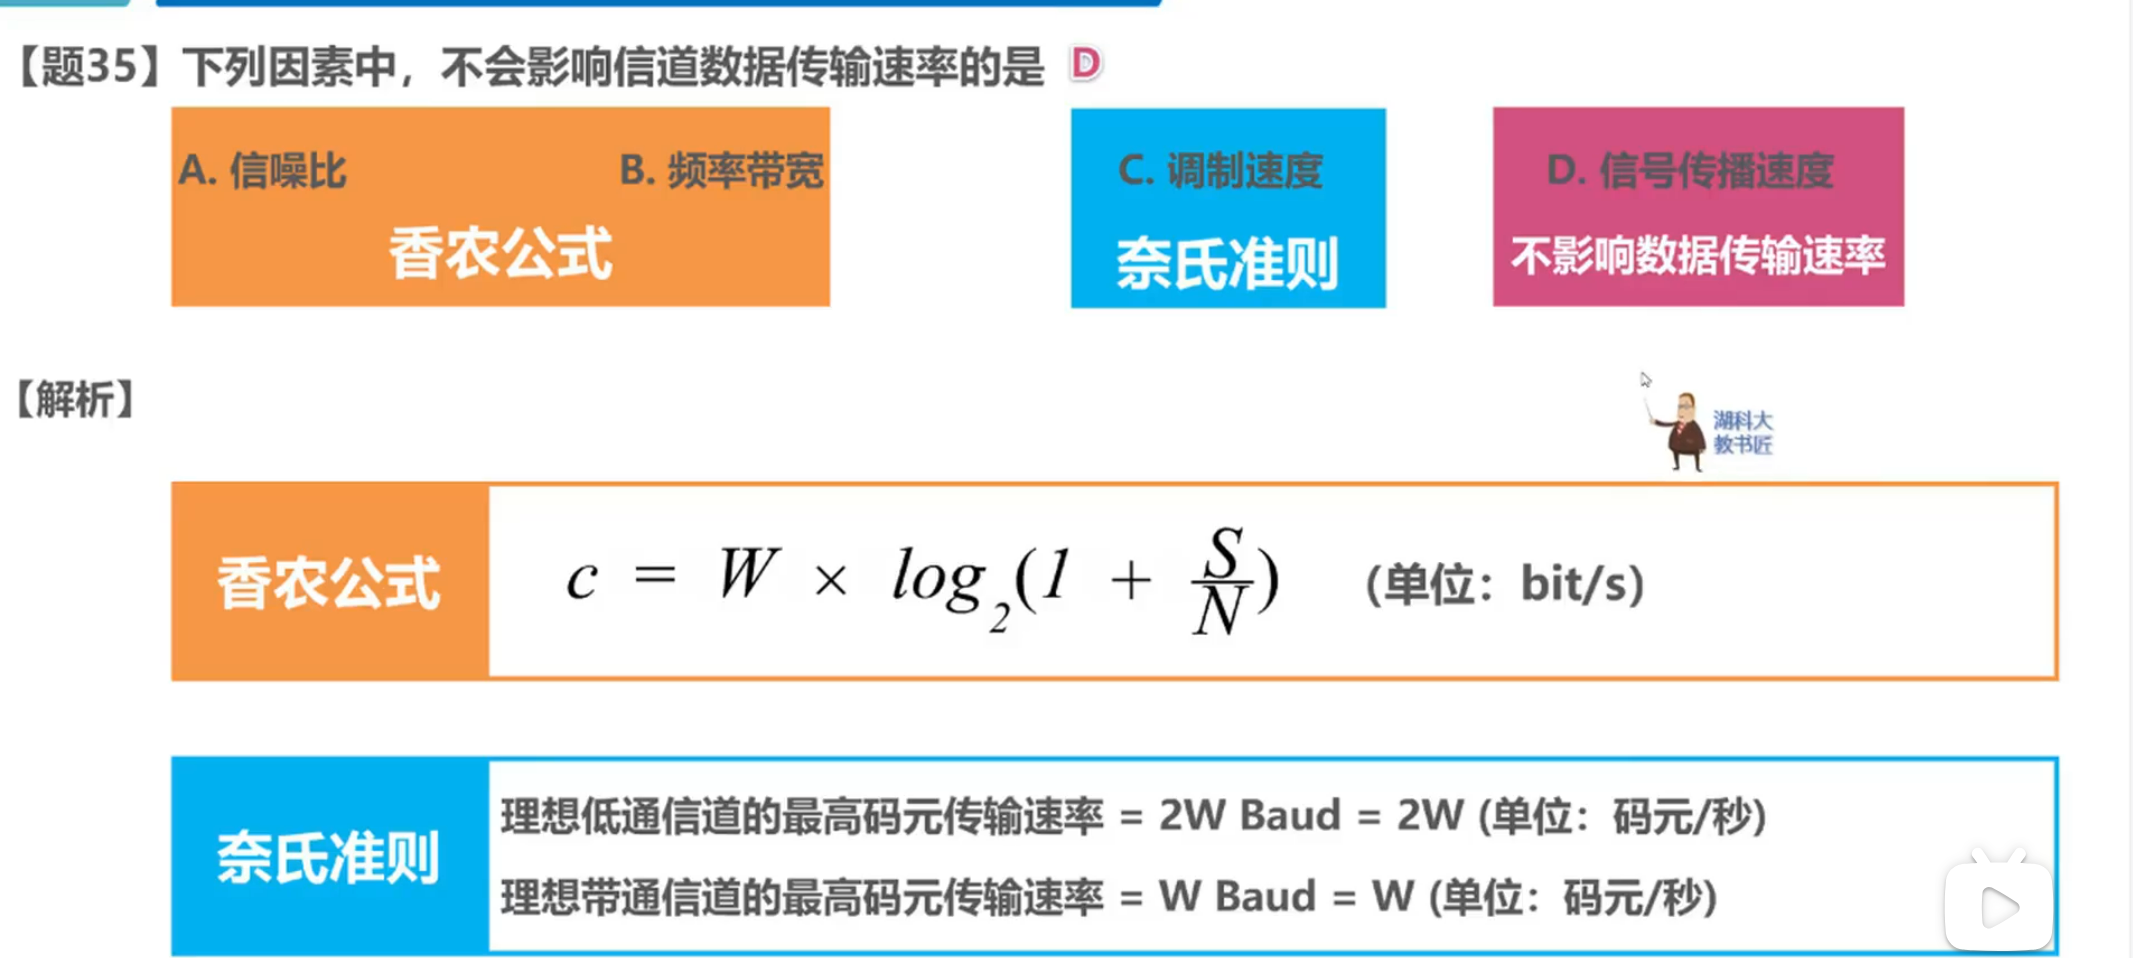 【题35】下列因素中，不会影响信道数据传输速率的是 D
A. 信噪比 B. 频率带宽 C. 调制速度 D. 信号传播速度
香农公式 奈氏准则 不影响数据传输速率
【解析】
湖科大
教书匠
香农公式 c = W × log₂(1 + S/N) (单位：bit/s)
奈氏准则
理想低通信道的最高码元传输速率 = 2W Baud = 2W (单位：码元/秒)
理想带通信道的最高码元传输速率 = W Baud = W (单位：码元/秒)